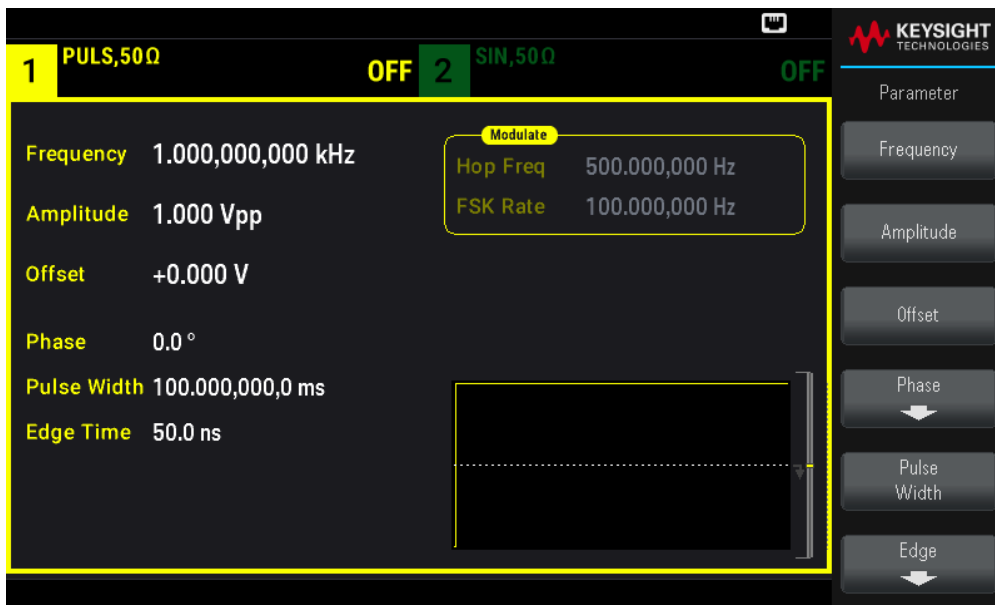 KEYSIGHT
TECHNOLOGIES
1 PULS,50Ω OFF 2 SIN,50Ω OFF
Parameter
Modulate
Frequency 1.000,000,000 kHz
Hop Freq 500.000,000 Hz
FSK Rate 100.000,000 Hz
Amplitude 1.000 Vpp
Offset +0.000 V
Phase 0.0 °
Pulse Width 100.000,000,0 ms
Edge Time 50.0 ns
Frequency
Amplitude
Offset
Phase
Pulse
Width
Edge